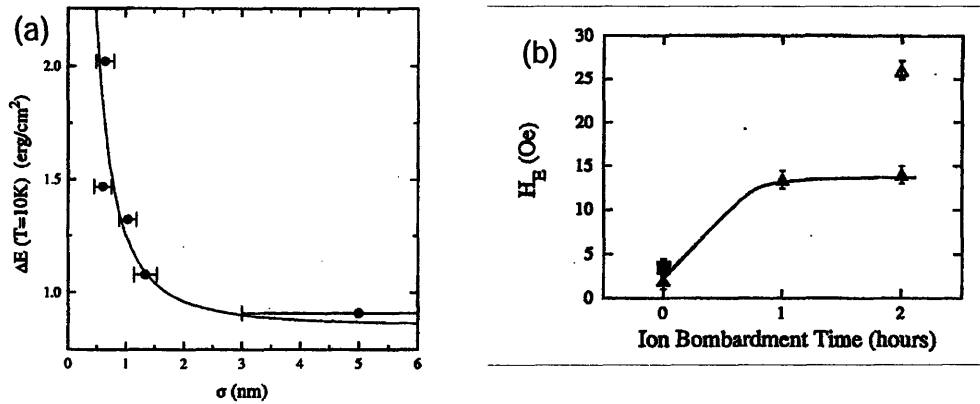 (a)
2.0
1.5
1.0
ΔE (T=10K) (erg/cm²)
0 1 2 3 4 5 6
σ (nm)
(b)
30
25
20
15
10
5
0
H_E (Oe)
0 1 2
Ion Bombardment Time (hours)